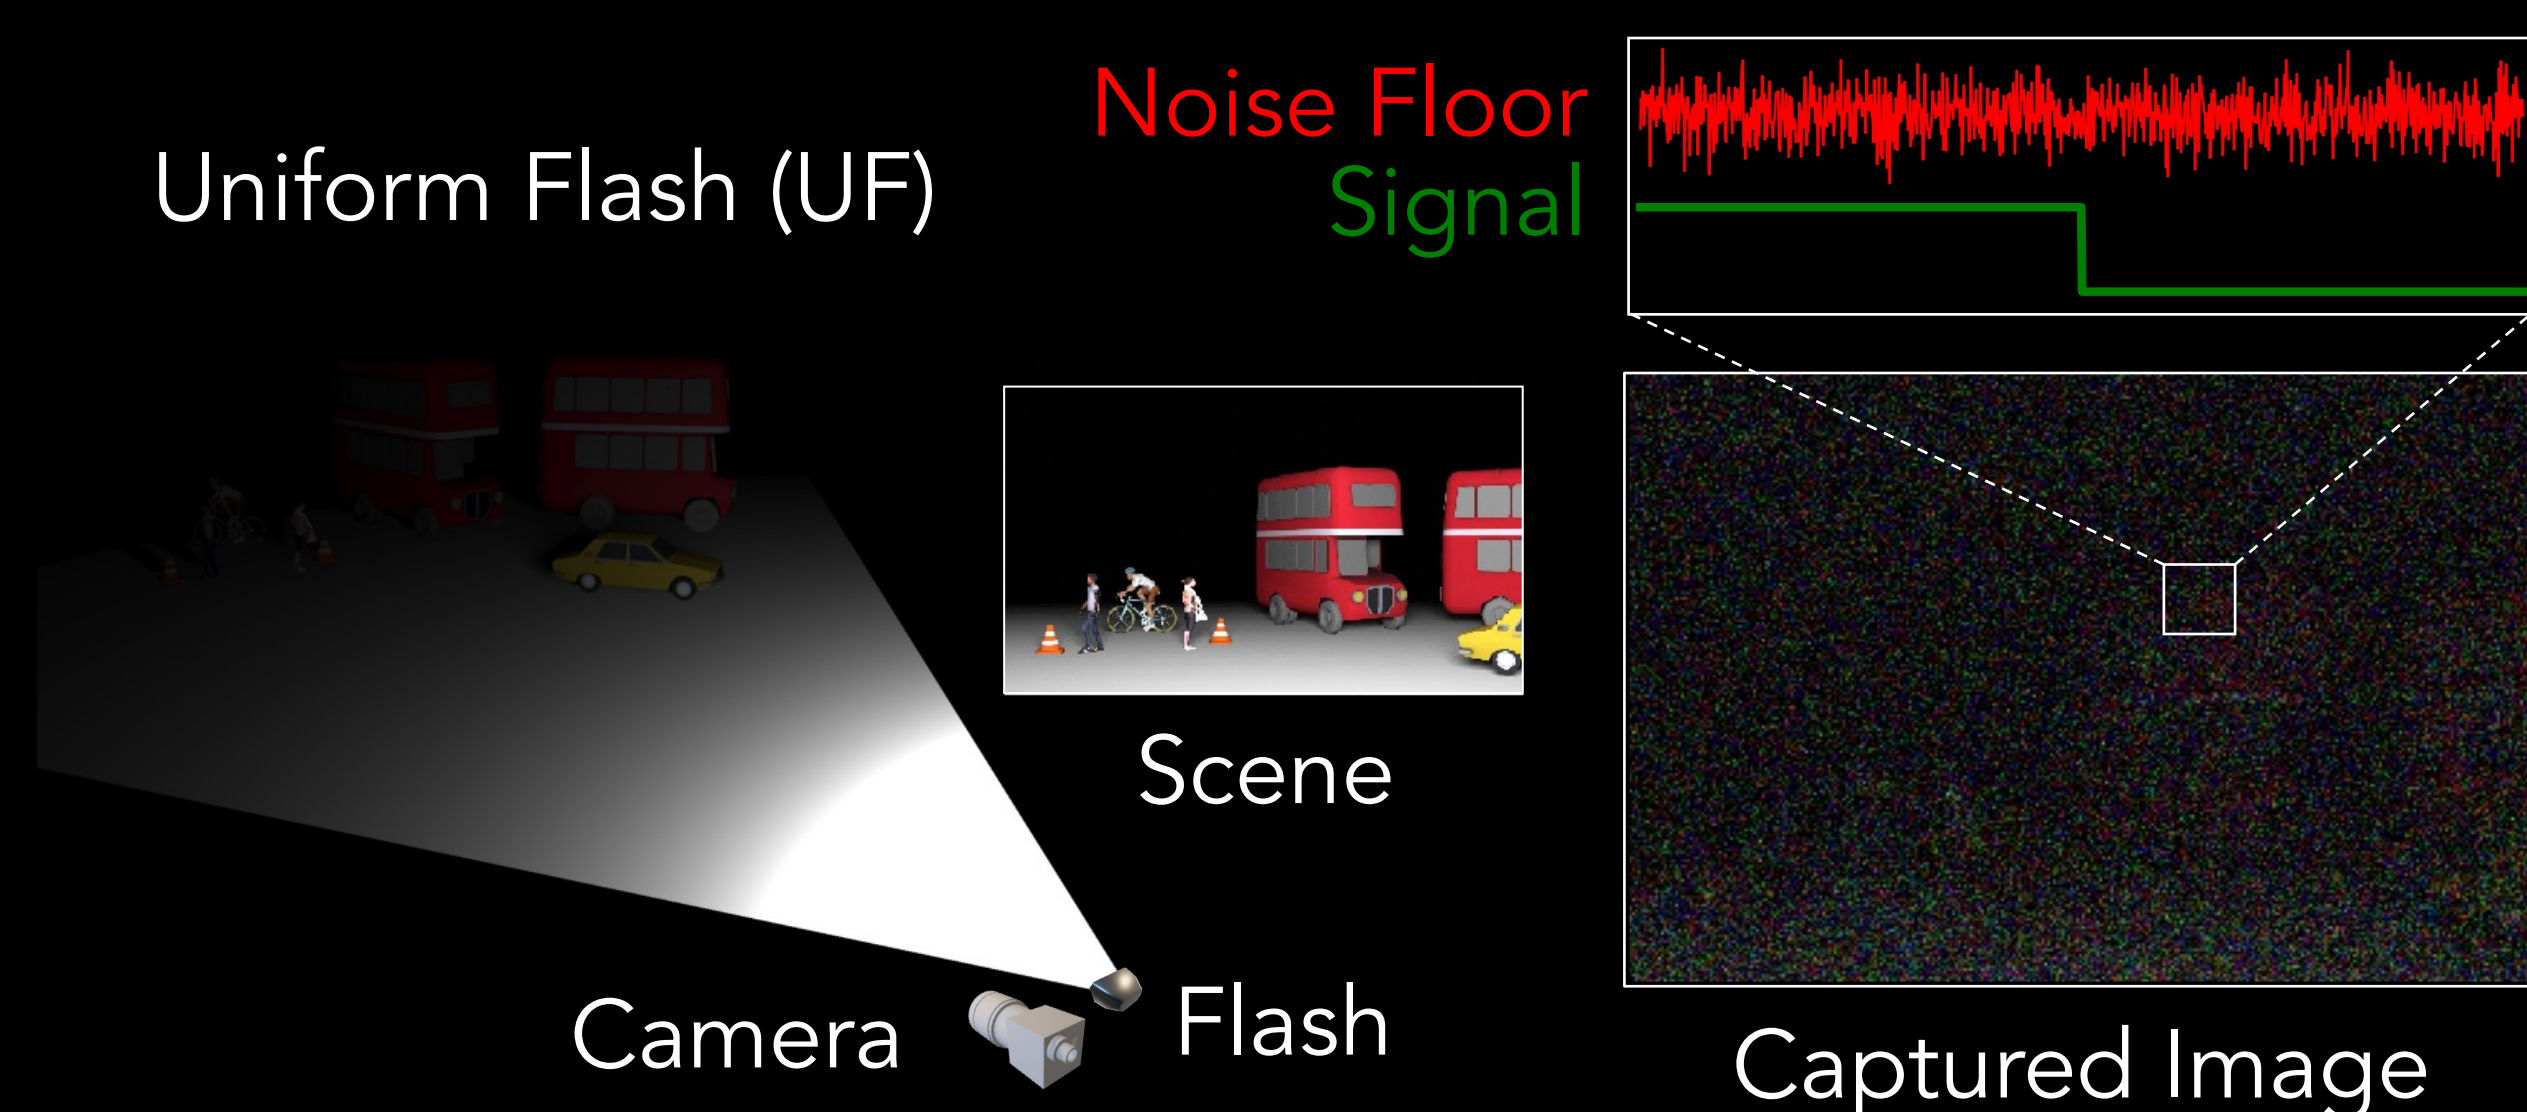 Uniform Flash (UF)
Noise Floor
Signal
Scene
Camera
Flash
Captured Image